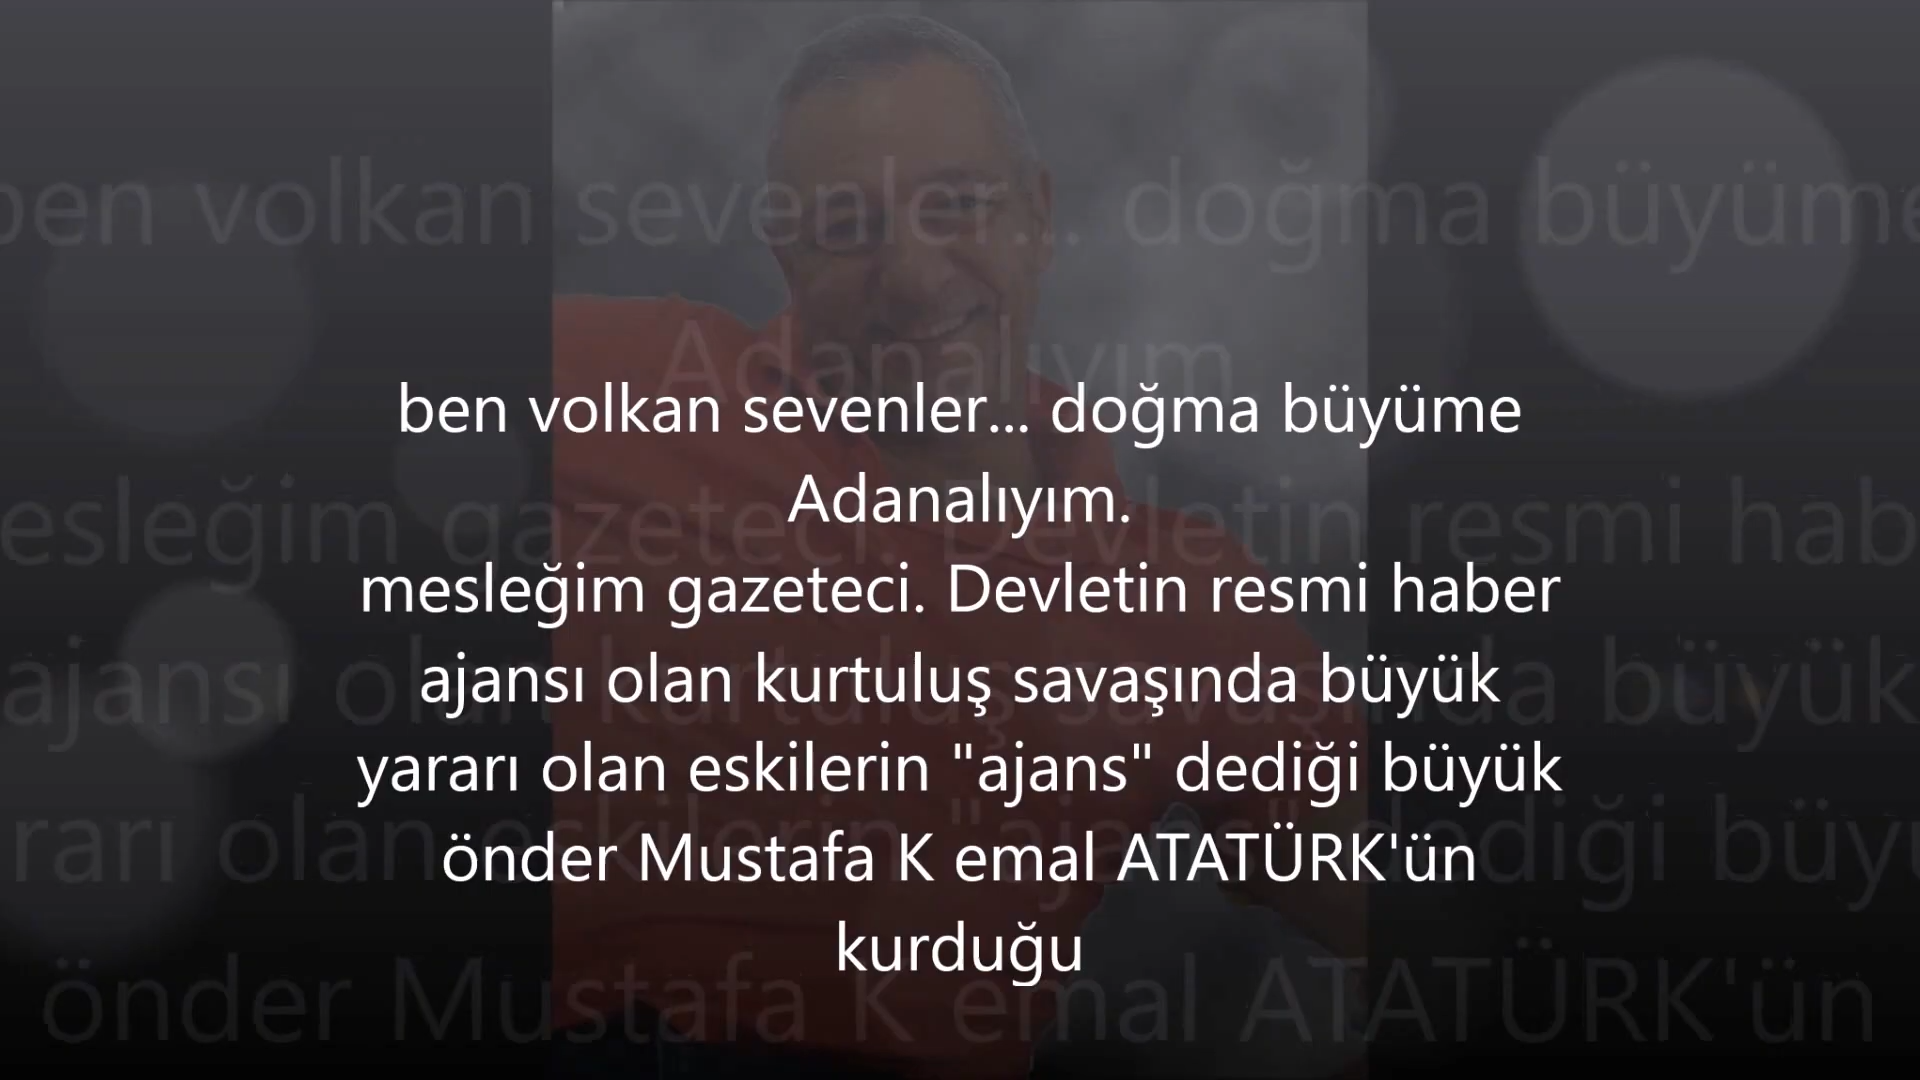 ben volkan sevenler... doğma büyüme
Adanalıyım.
mesleğim gazeteci. Devletin resmi haber
ajansı olan kurtuluş savaşında büyük
yararı olan eskilerin "ajans" dediği büyük
önder Mustafa K emal ATATÜRK'ün
kurduğu